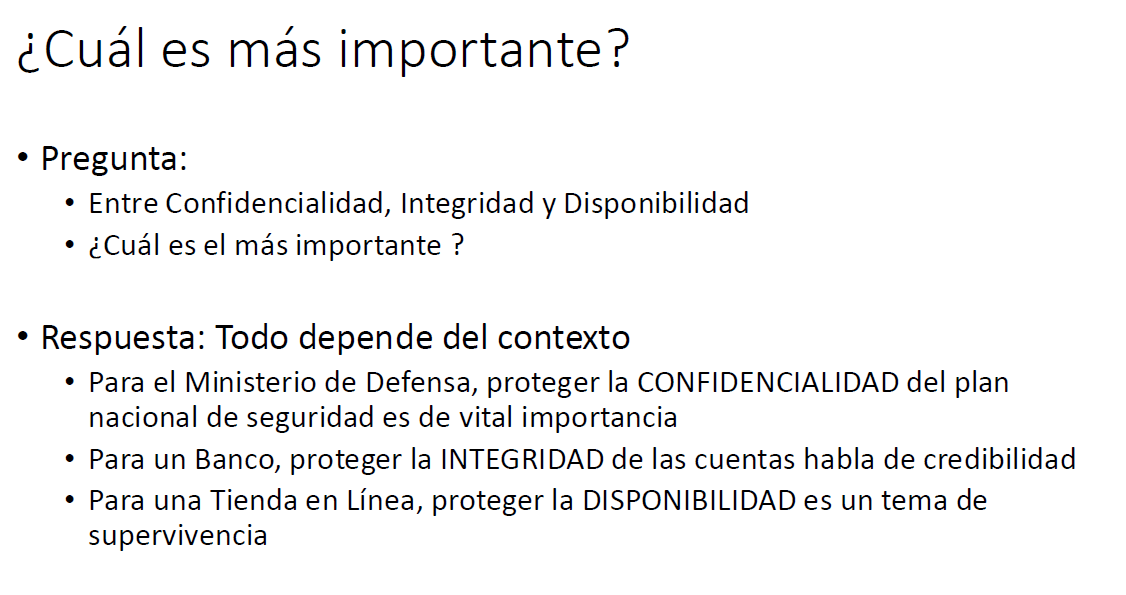 ¿Cuál es más importante?
• Pregunta:
• Entre Confidencialidad, Integridad y Disponibilidad
• ¿Cuál es el más importante ?
• Respuesta: Todo depende del contexto
• Para el Ministerio de Defensa, proteger la CONFIDENCIALIDAD del plan
nacional de seguridad es de vital importancia
• Para un Banco, proteger la INTEGRIDAD de las cuentas habla de credibilidad
• Para una Tienda en Línea, proteger la DISPONIBILIDAD es un tema de
supervivencia